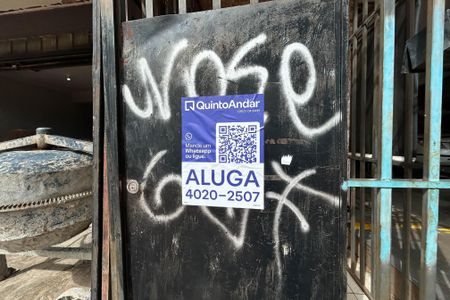 QuintoAndar
Mande um
Whatsapp
ou ligue.
ALUGA
4020-2507